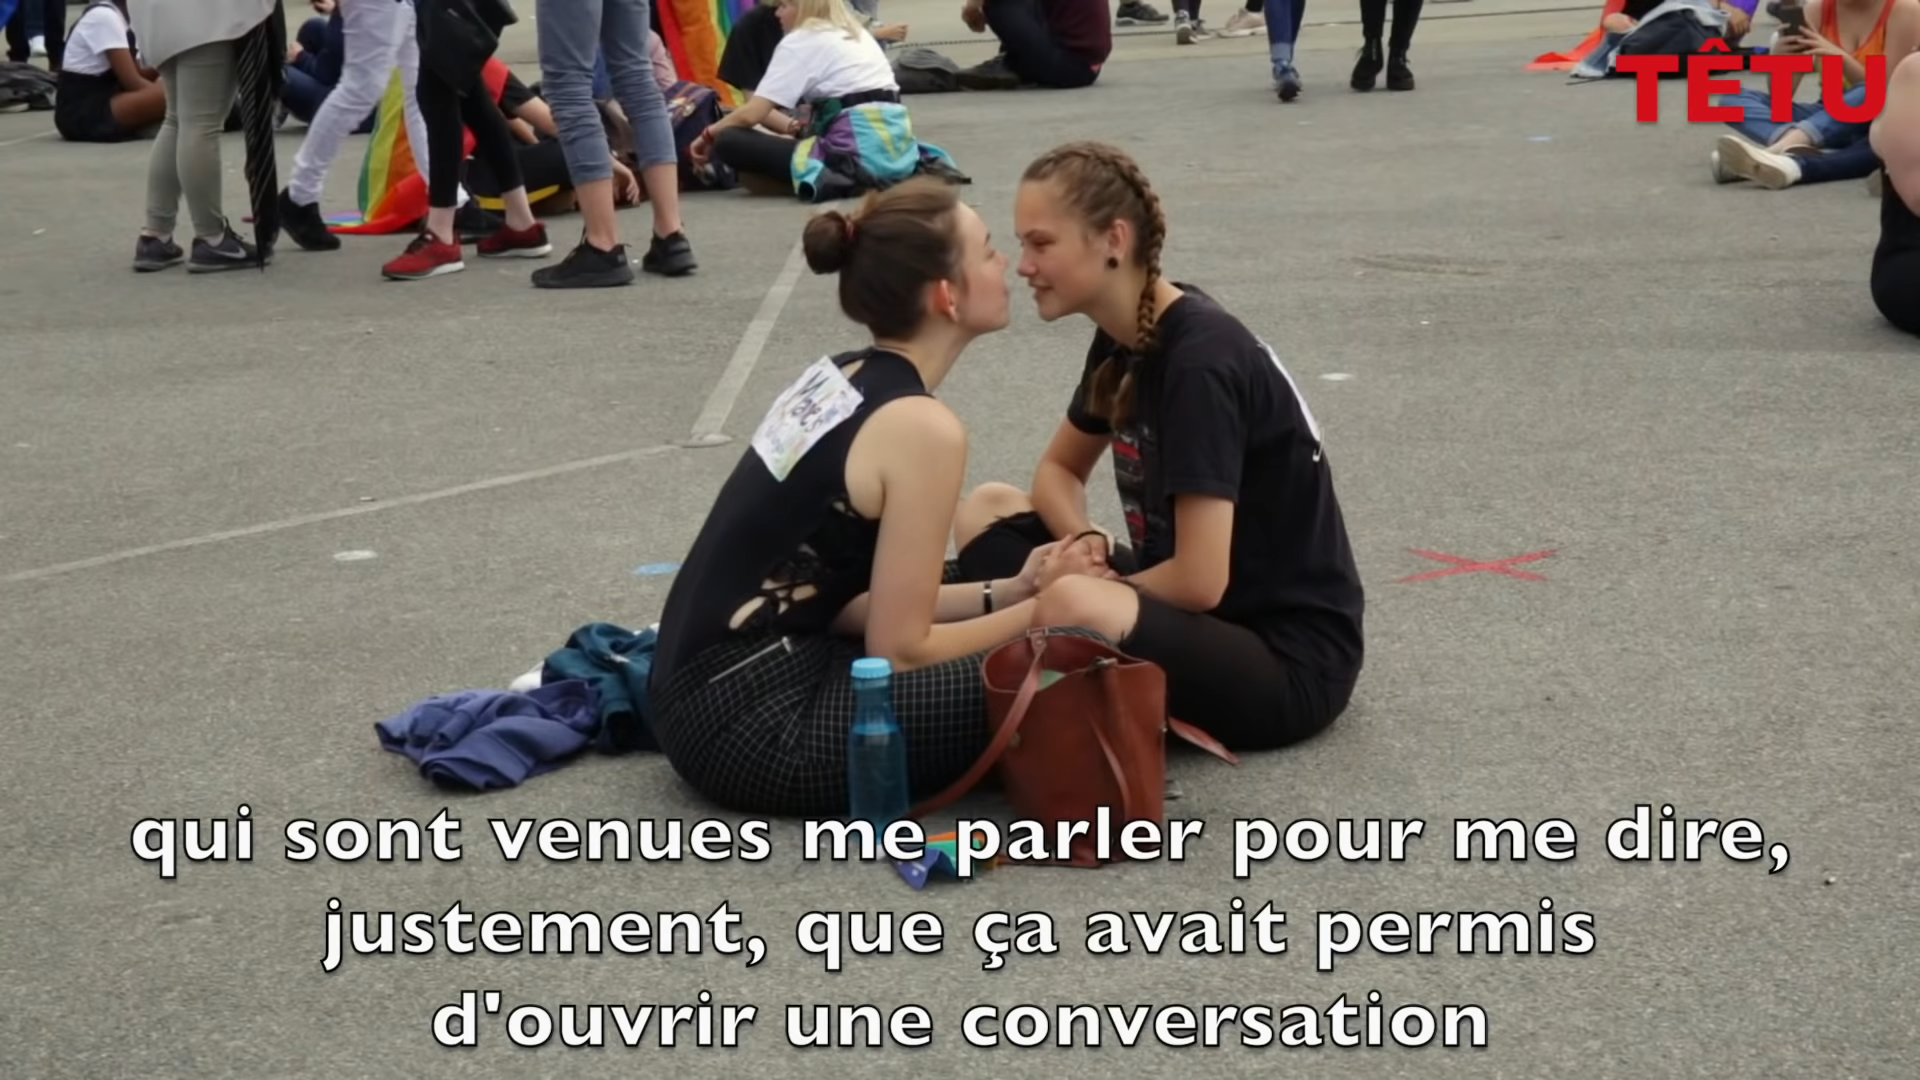 TÊTU
qui sont venues me parler pour me dire,
justement, que ça avait permis
d'ouvrir une conversation